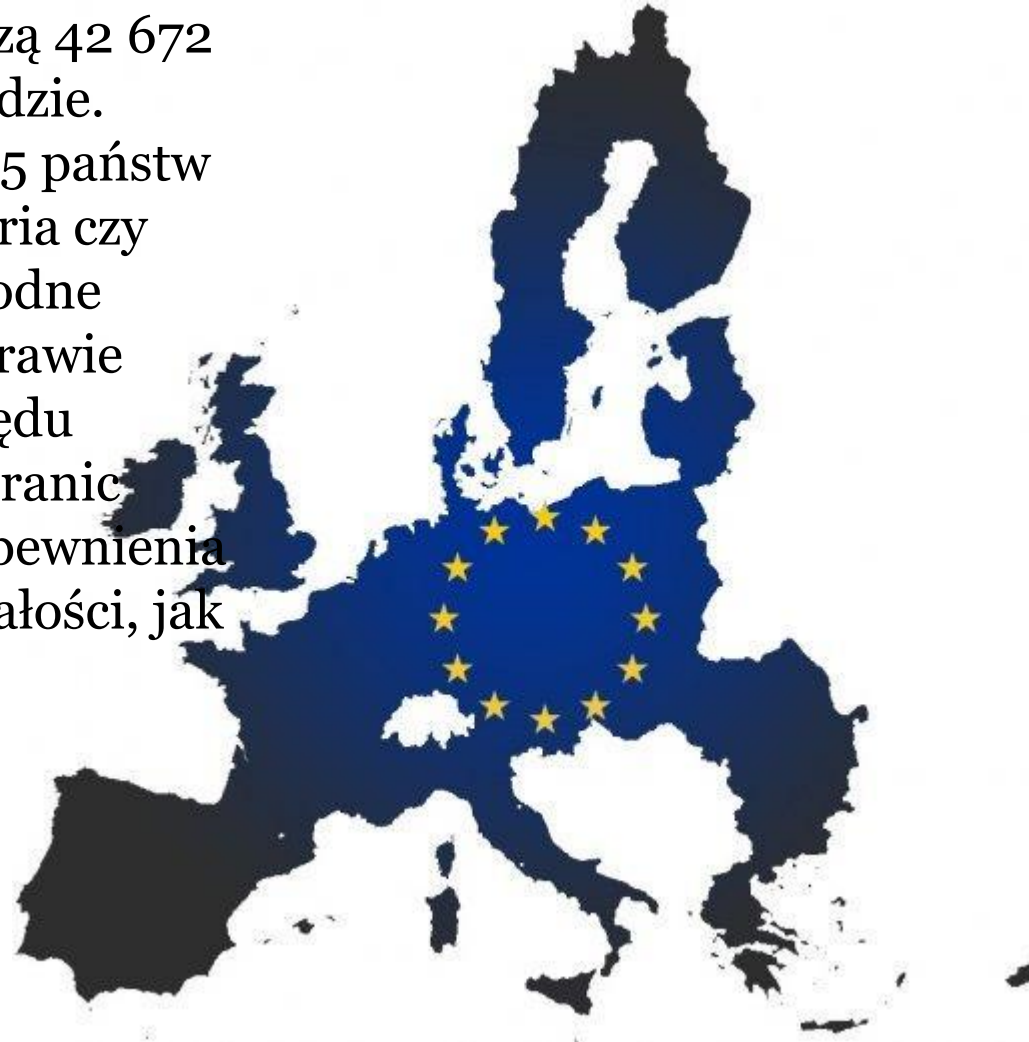 zą 42 672
dzie.
5 państw
ria czy
odne
rawie
ędu
ranic
pewnienia
ałości, jak